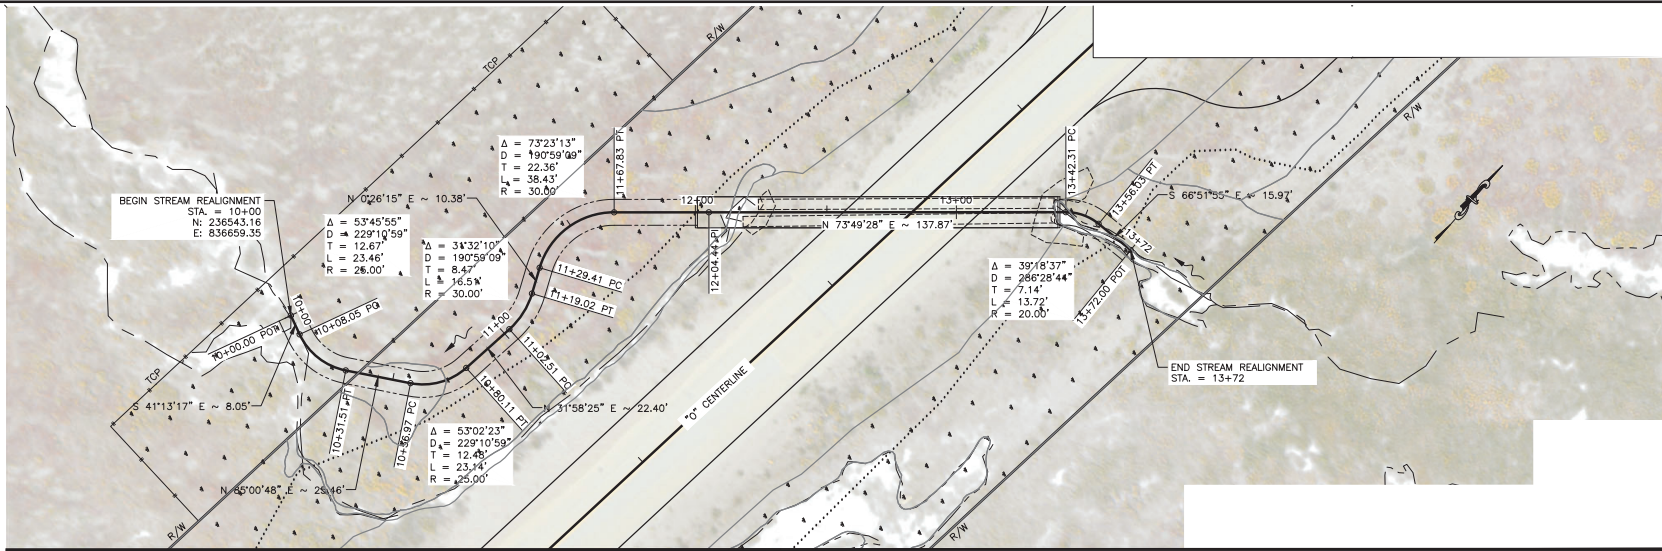 BEGIN STREAM REALIGNMENT
STA. = 10+00
N: 236543.16
E: 836659.35
TCP
R/W
Δ = 73°23'13"
D = 190°59'09"
T = 22.36'
L = 38.43'
R = 30.00'
N 0°26'15" E ~ 10.38'
Δ = 53°45'55"
D = 229°10'59"
T = 12.67'
L = 23.46'
R = 25.00'
Δ = 31°32'10"
D = 190°59'09"
T = 8.47'
L = 16.51'
R = 30.00'
11+67.83 PT
12+00
12+04.44 PI
13+00
N 73°49'28" E ~ 137.87'
13+42.31 PC
13+56.03 PT
S 66°51'55" E ~ 15.97'
13+72
13+72.00 POT
Δ = 39°18'37"
D = 286°28'44"
T = 7.14'
L = 13.72'
R = 20.00'
R/W
11+29.41 PC
11+19.02 PT
11+00
11+02.51 PC
10+00
10+08.05 PC
10+00.00 POT
TCP
S 41°13'17" E ~ 8.05'
10+31.51 PT
10+56.97 PC
10+80.11 PT
N 31°58'25" E ~ 22.40'
Δ = 53°02'23"
D = 229°10'59"
T = 12.48'
L = 23.14'
R = 25.00'
N 85°00'48" E ~ 25.46'
"O" CENTERLINE
END STREAM REALIGNMENT
STA. = 13+72
R/W
R/W